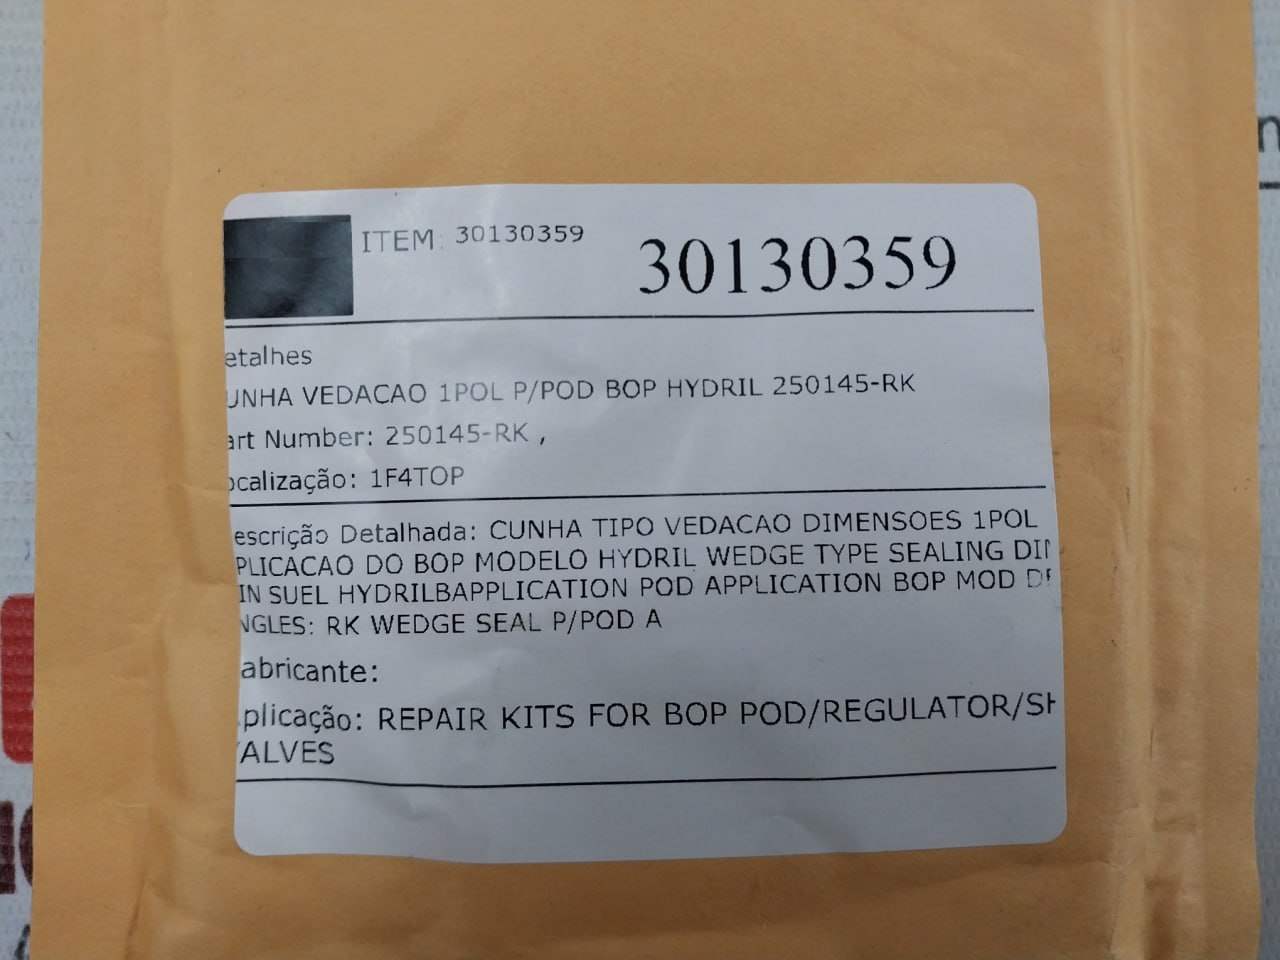 ITEM: 30130359
30130359
etalhes
UNHA VEDACAO 1POL P/POD BOP HYDRIL 250145-RK
art Number: 250145-RK ,
ocalização: 1F4TOP
escrição Detalhada: CUNHA TIPO VEDACAO DIMENSOES 1POL
PLICACAO DO BOP MODELO HYDRIL WEDGE TYPE SEALING DI
IN SUEL HYDRILBAPPLICATION POD APPLICATION BOP MOD D
NGLES: RK WEDGE SEAL P/POD A
abricante:
plicação: REPAIR KITS FOR BOP POD/REGULATOR/SH
ALVES